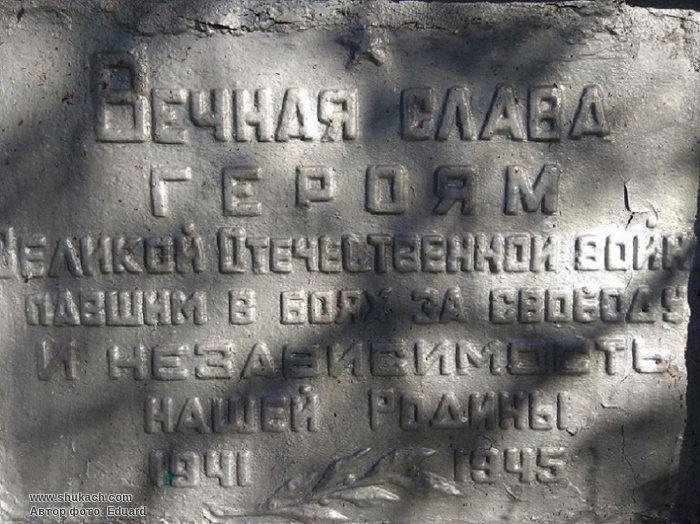 Вечная слава
героям
Великой Отечественной войны
павшим в боях за свободу
и независимость
нашей Родины
1941 1945
www.shukach.com
Автор фото: Eduard